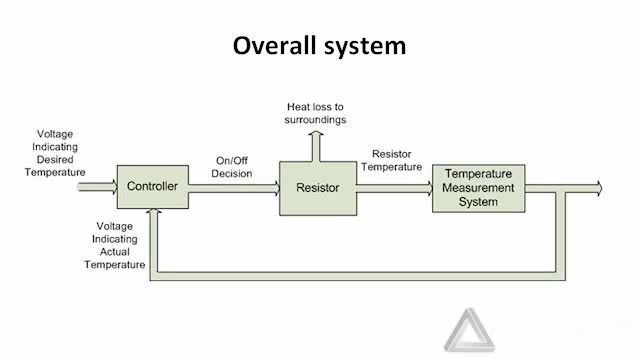 Overall system
Heat loss to
surroundings
Voltage
Indicating
Desired
Temperature
On/Off
Decision
Resistor
Temperature
Controller
Resistor
Temperature
Measurement
System
Voltage
Indicating
Actual
Temperature